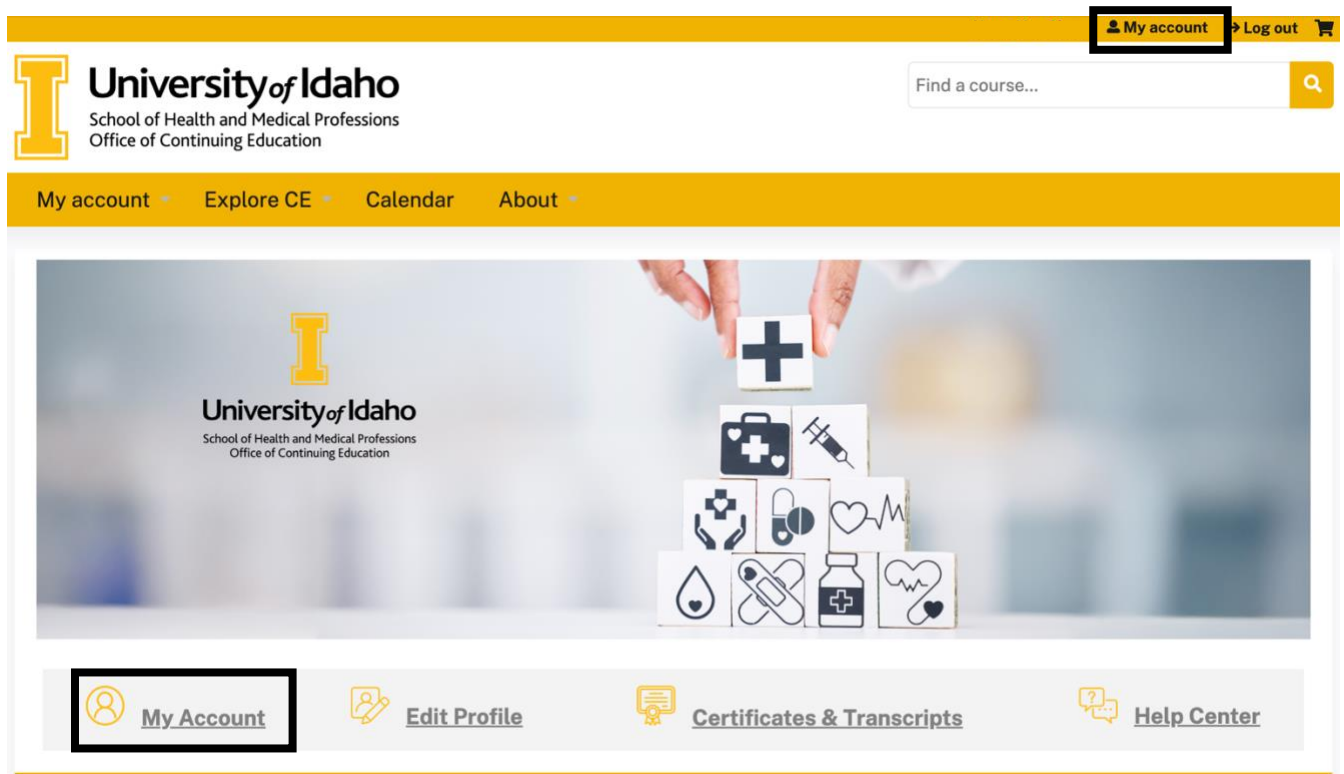 My account Log out
University of Idaho
School of Health and Medical Professions
Office of Continuing Education
Find a course...
My account Explore CE Calendar About
University of Idaho
School of Health and Medical Professions
Office of Continuing Education
My Account Edit Profile Certificates & Transcripts Help Center